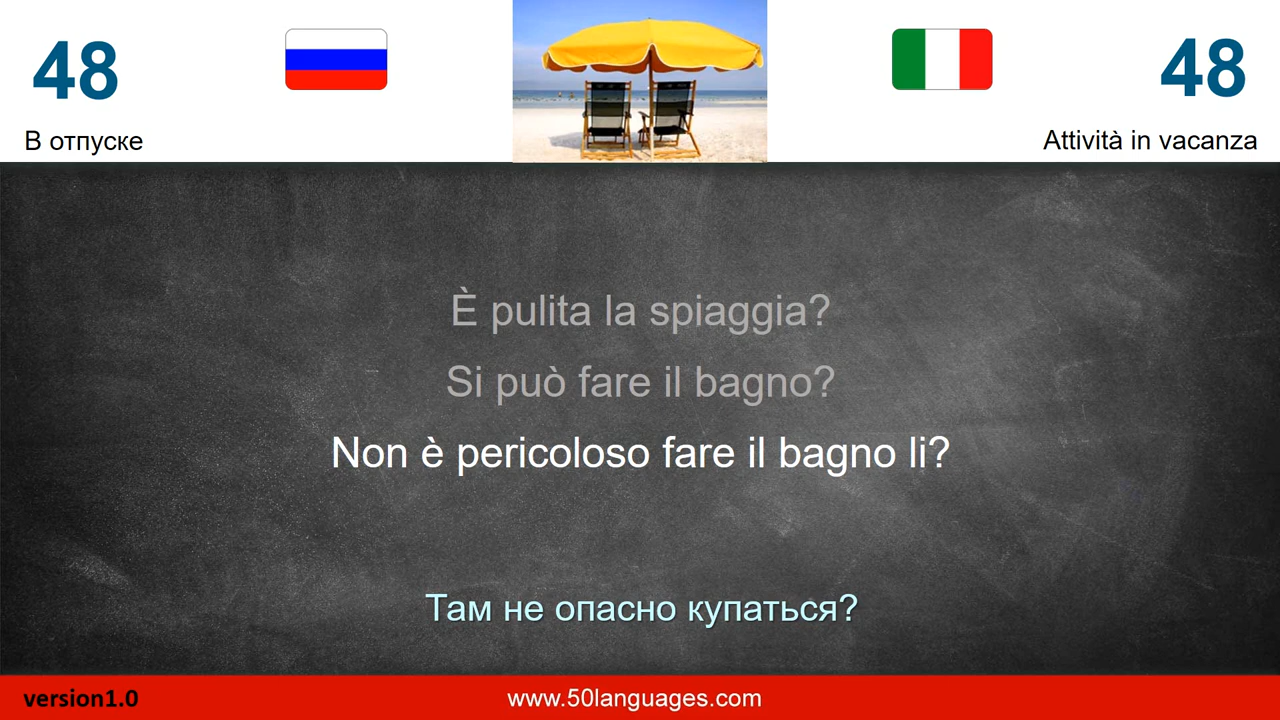 48
48
В отпуске
Attività in vacanza
È pulita la spiaggia?
Si può fare il bagno?
Non è pericoloso fare il bagno li?
Там не опасно купаться?
version1.0
www.50languages.com